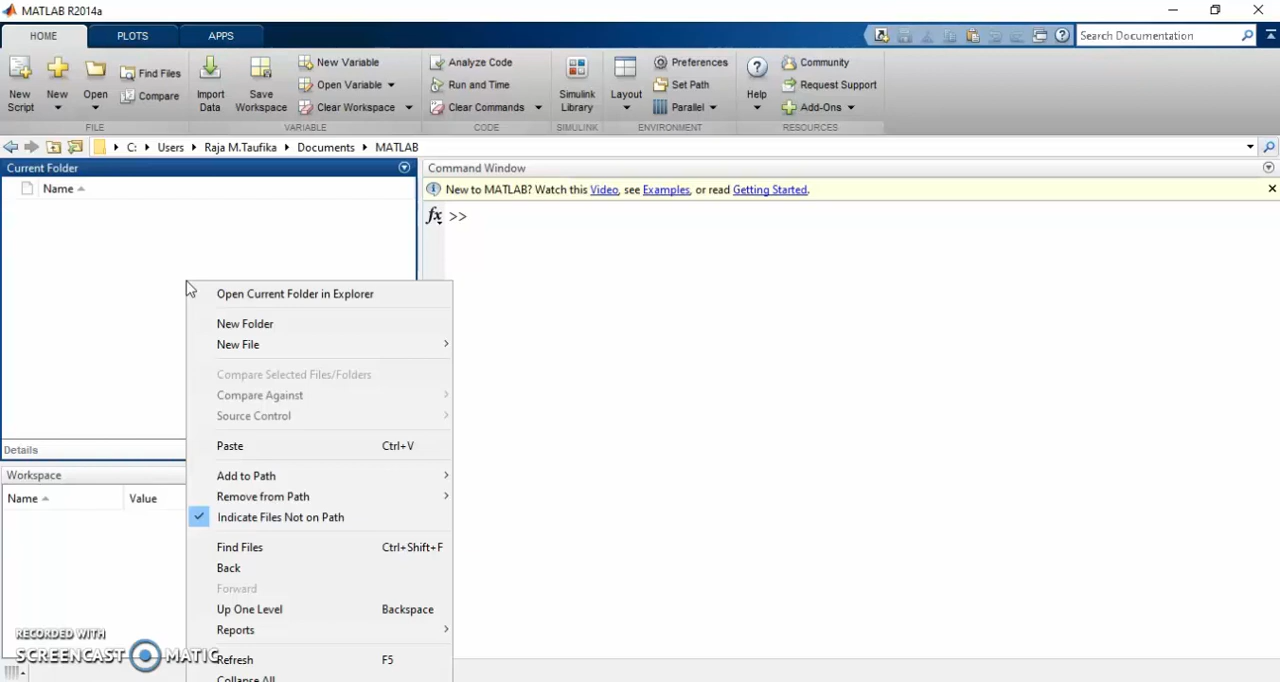 MATLAB R2014a
HOME PLOTS APPS
Search Documentation
New Script
New
Open
Find Files
Compare
FILE
Import Data
Save Workspace
New Variable
Open Variable
Clear Workspace
VARIABLE
Analyze Code
Run and Time
Clear Commands
CODE
Simulink Library
SIMULINK
Layout
Preferences
Set Path
Parallel
ENVIRONMENT
Help
Community
Request Support
Add-Ons
RESOURCES
C: Users Raja M.Taufika Documents MATLAB
Current Folder
Name
Command Window
New to MATLAB? Watch this Video, see Examples, or read Getting Started.
fx >>
Open Current Folder in Explorer
New Folder
New File
Compare Selected Files/Folders
Compare Against
Source Control
Paste Ctrl+V
Add to Path
Remove from Path
Indicate Files Not on Path
Find Files Ctrl+Shift+F
Back
Forward
Up One Level Backspace
Reports
Refresh F5
Collapse All
Details
Workspace
Name Value
RECORDED WITH
SCREENCAST MATIC